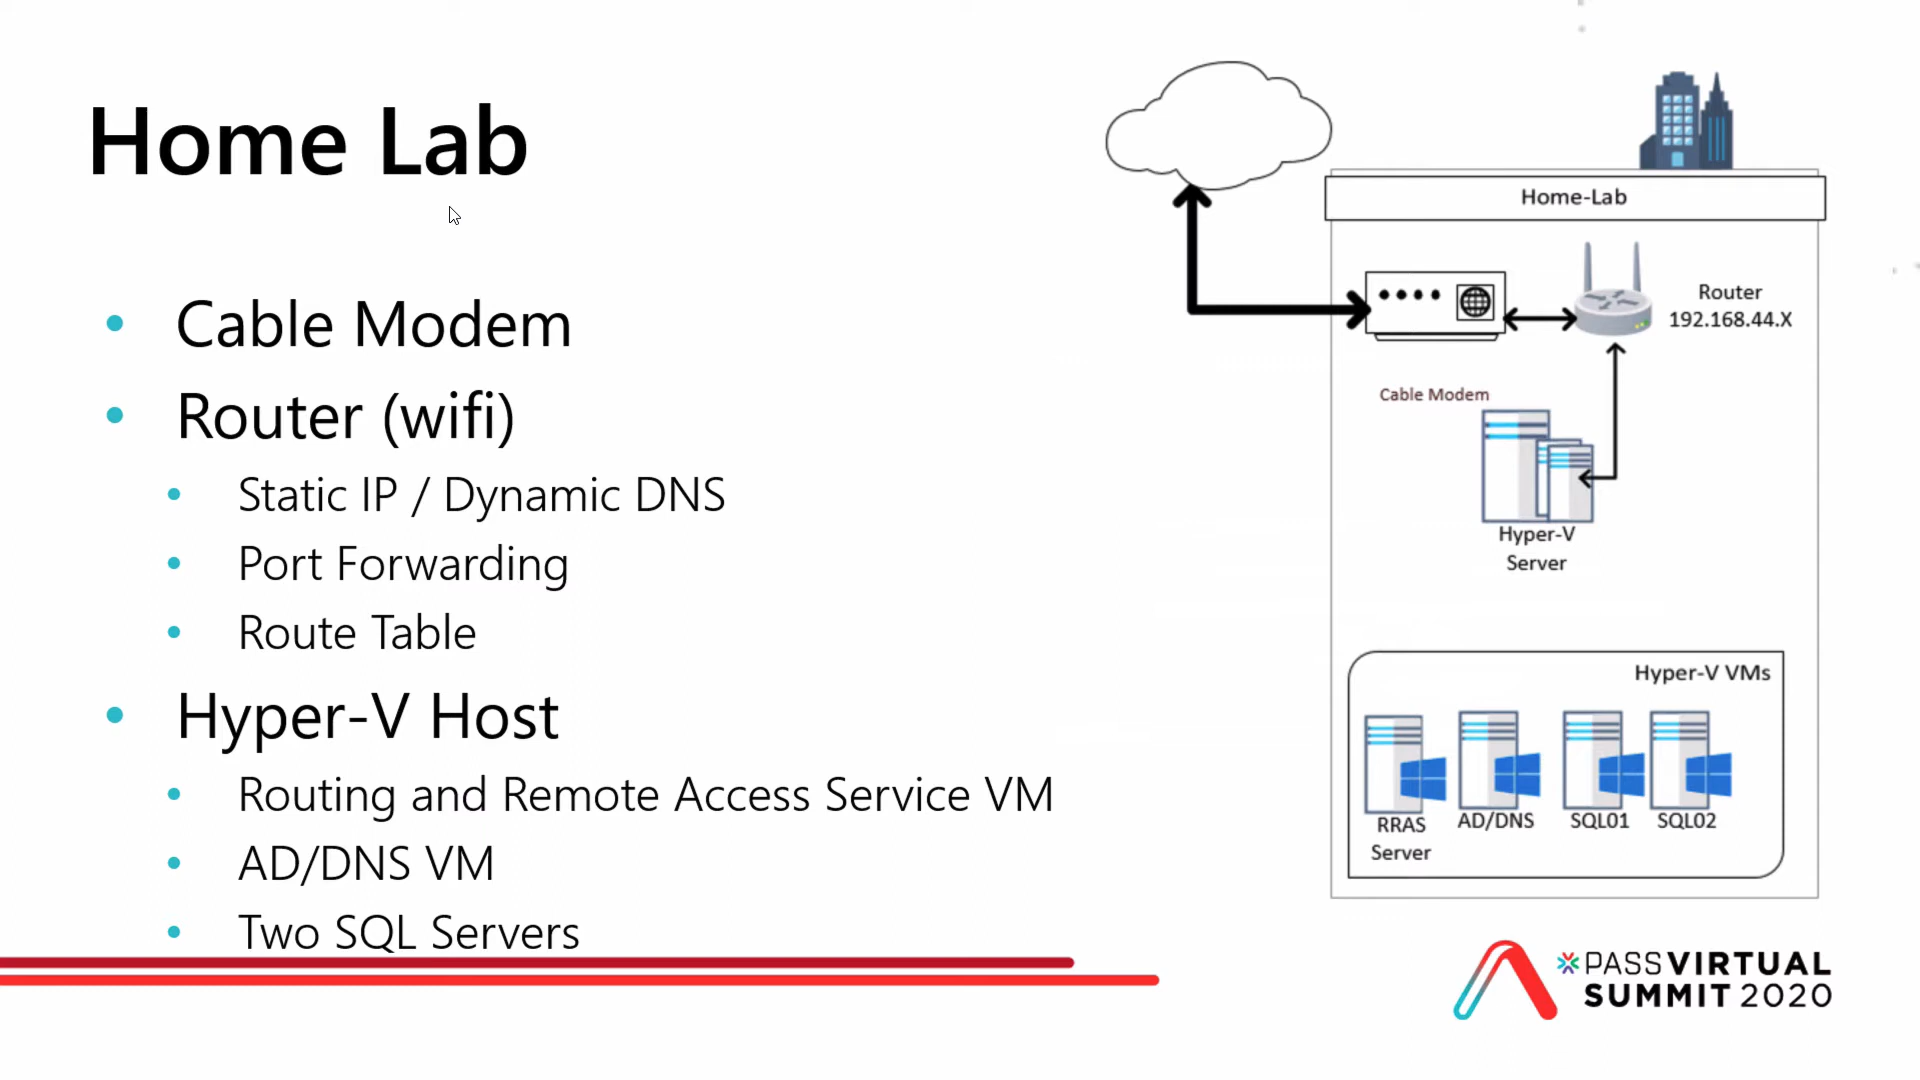 Home Lab
Cable Modem
Router (wifi)
Static IP / Dynamic DNS
Port Forwarding
Route Table
Hyper-V Host
Routing and Remote Access Service VM
AD/DNS VM
Two SQL Servers
Home-Lab
Router
192.168.44.X
Cable Modem
Hyper-V
Server
Hyper-V VMs
RRAS
Server
AD/DNS
SQL01
SQL02
PASS VIRTUAL
SUMMIT 2020